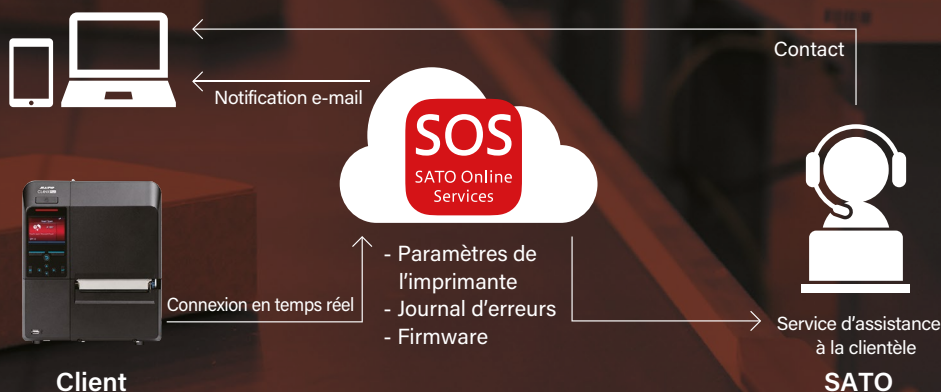 Contact
Notification e-mail
SOS
SATO Online
Services
- Paramètres de
l'imprimante
- Journal d'erreurs
- Firmware
Connexion en temps réel
Service d'assistance
à la clientèle
Client
SATO